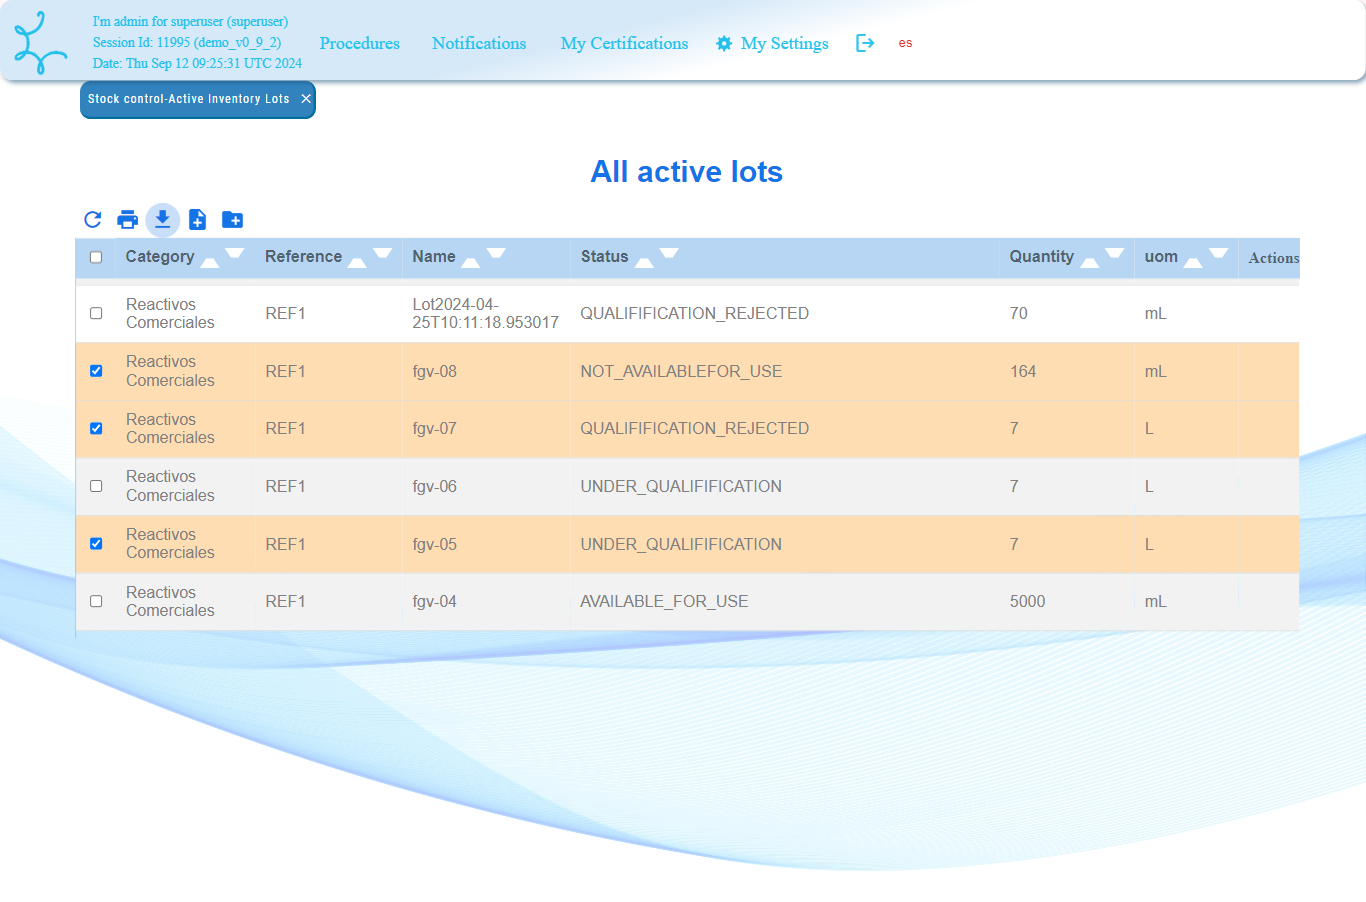 I'm admin for superuser (superuser)
Session Id: 11995 (demo_v0_9_2)
Date: Thu Sep 12 09:25:31 UTC 2024
Procedures Notifications My Certifications My Settings es
Stock control-Active Inventory Lots
All active lots
Category Reference Name Status Quantity uom Actions
Reactivos Comerciales REF1 Lot2024-04-25T10:11:18.953017 QUALIFIFICATION_REJECTED 70 mL
Reactivos Comerciales REF1 fgv-08 NOT_AVAILABLEFOR_USE 164 mL
Reactivos Comerciales REF1 fgv-07 QUALIFIFICATION_REJECTED 7 L
Reactivos Comerciales REF1 fgv-06 UNDER_QUALIFIFICATION 7 L
Reactivos Comerciales REF1 fgv-05 UNDER_QUALIFIFICATION 7 L
Reactivos Comerciales REF1 fgv-04 AVAILABLE_FOR_USE 5000 mL